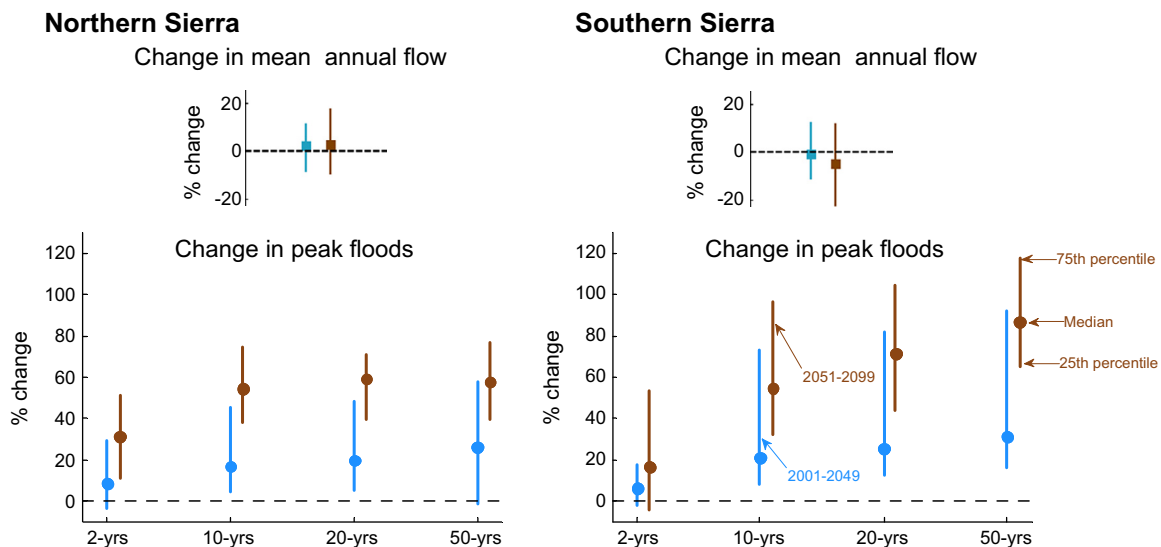 Northern Sierra
Change in mean annual flow
% change
20
0
-20
Change in peak floods
% change
120
100
80
60
40
20
0
2-yrs
10-yrs
20-yrs
50-yrs
Southern Sierra
Change in mean annual flow
% change
20
0
-20
Change in peak floods
% change
120
100
80
60
40
20
0
75th percentile
Median
25th percentile
2051-2099
2001-2049
2-yrs
10-yrs
20-yrs
50-yrs